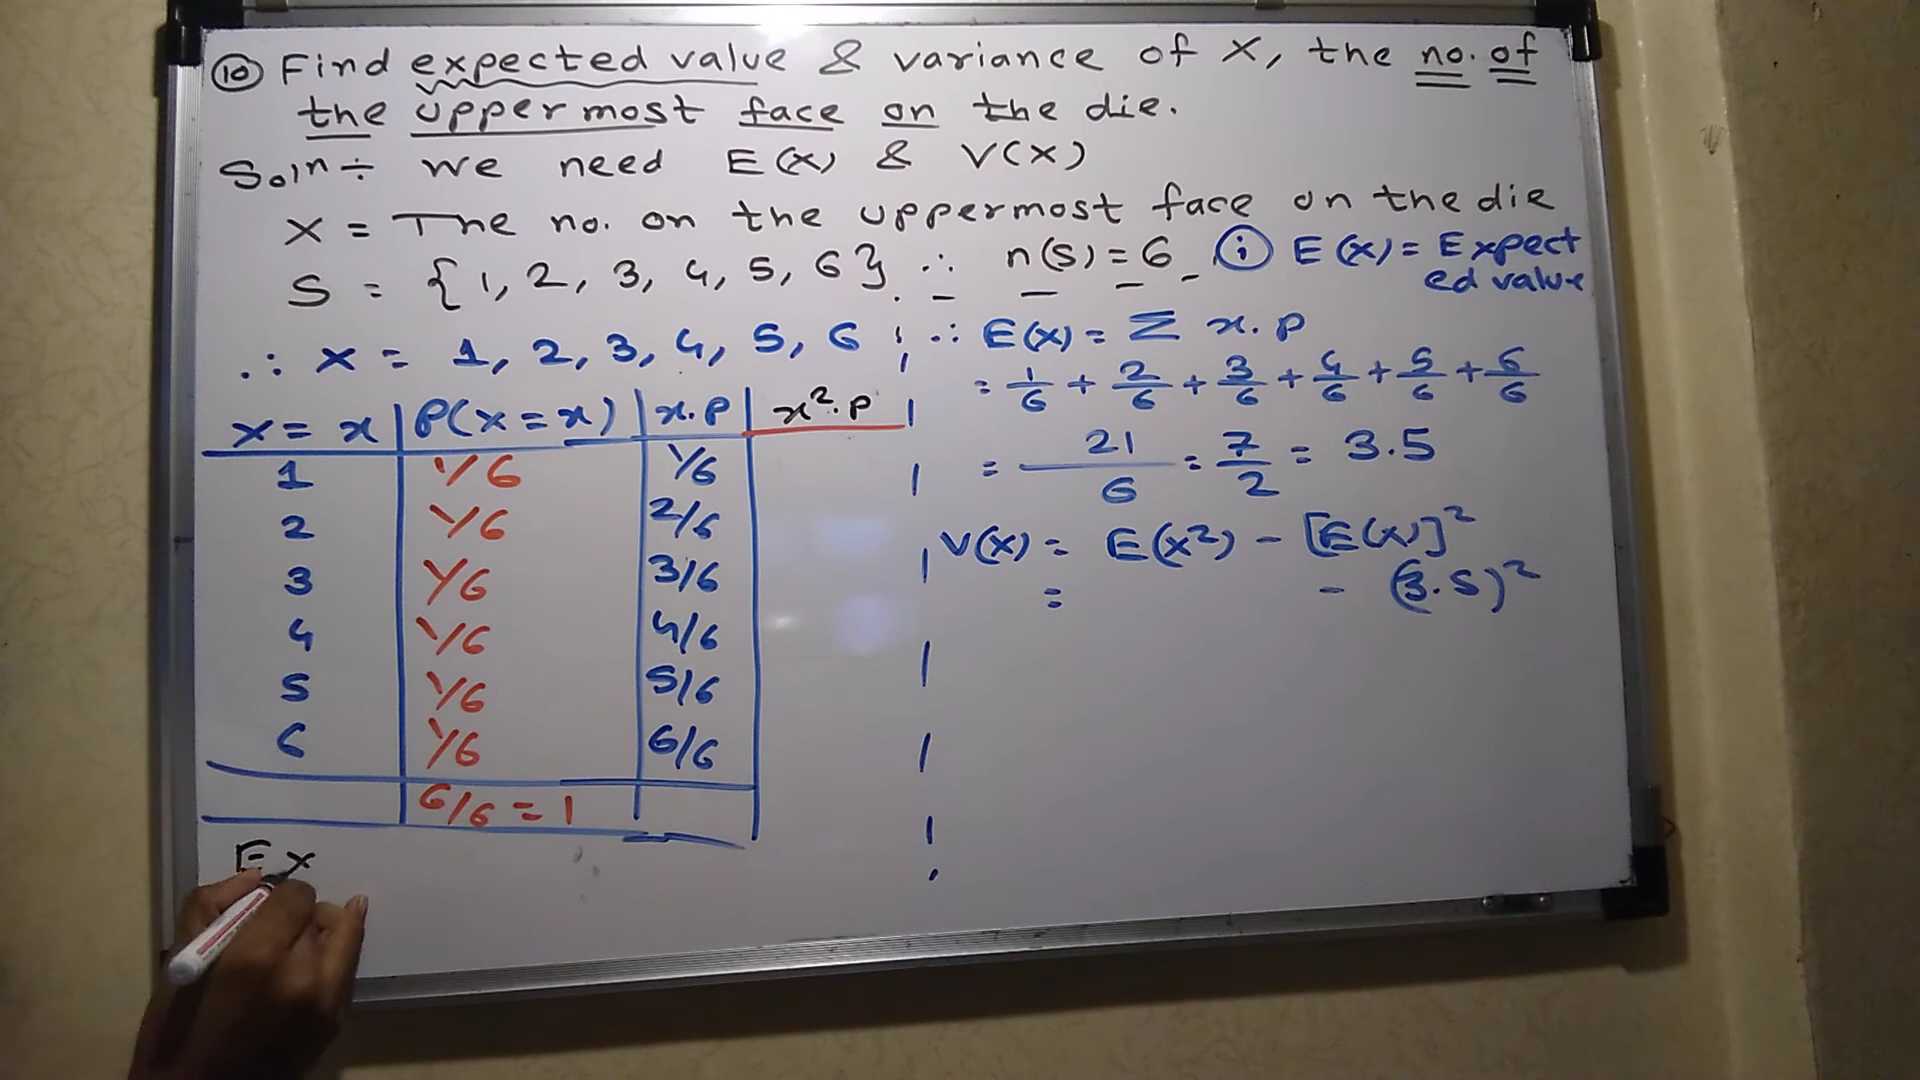 ⑩ Find expected value & variance of X, the no. of
the uppermost face on the die.
Soln ÷ we need E(X) & V(X)
X = The no. on the uppermost face on the die
S = {1, 2, 3, 4, 5, 6} ∴ n(S) = 6
∴ X = 1, 2, 3, 4, 5, 6
X = x | P(X = x) | x.P | x².P
1 | 1/6 | 1/6
2 | 1/6 | 2/6
3 | 1/6 | 3/6
4 | 1/6 | 4/6
5 | 1/6 | 5/6
6 | 1/6 | 6/6
6/6 = 1
Ex
ⓘ E(X) = Expect
ed value
∴ E(X) = Σ x.P
= 1/6 + 2/6 + 3/6 + 4/6 + 5/6 + 6/6
= 21/6 = 7/2 = 3.5
V(X) = E(X²) - [E(X)]²
= - (3.5)²